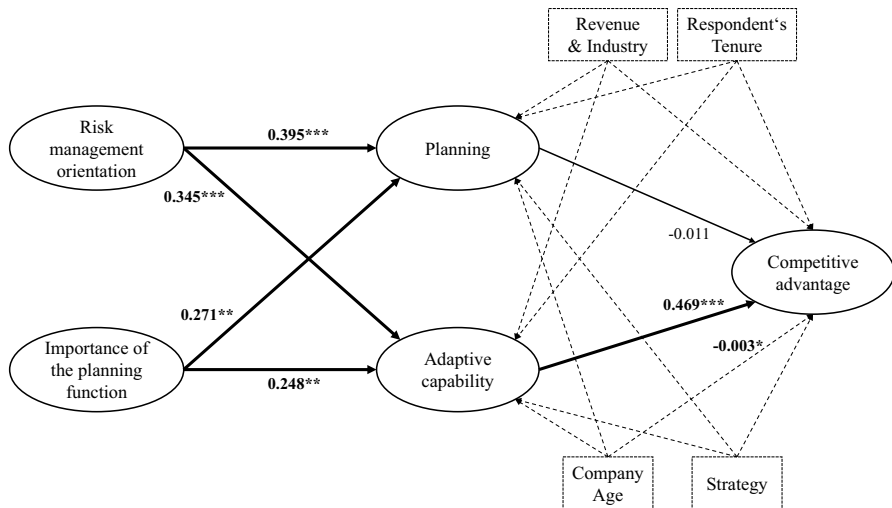 Revenue
& Industry
Respondent‘s
Tenure
Risk
management
orientation
0.395***
Planning
0.345***
-0.011
Competitive
advantage
0.271**
0.469***
-0.003*
Importance of
the planning
function
0.248**
Adaptive
capability
Company
Age
Strategy